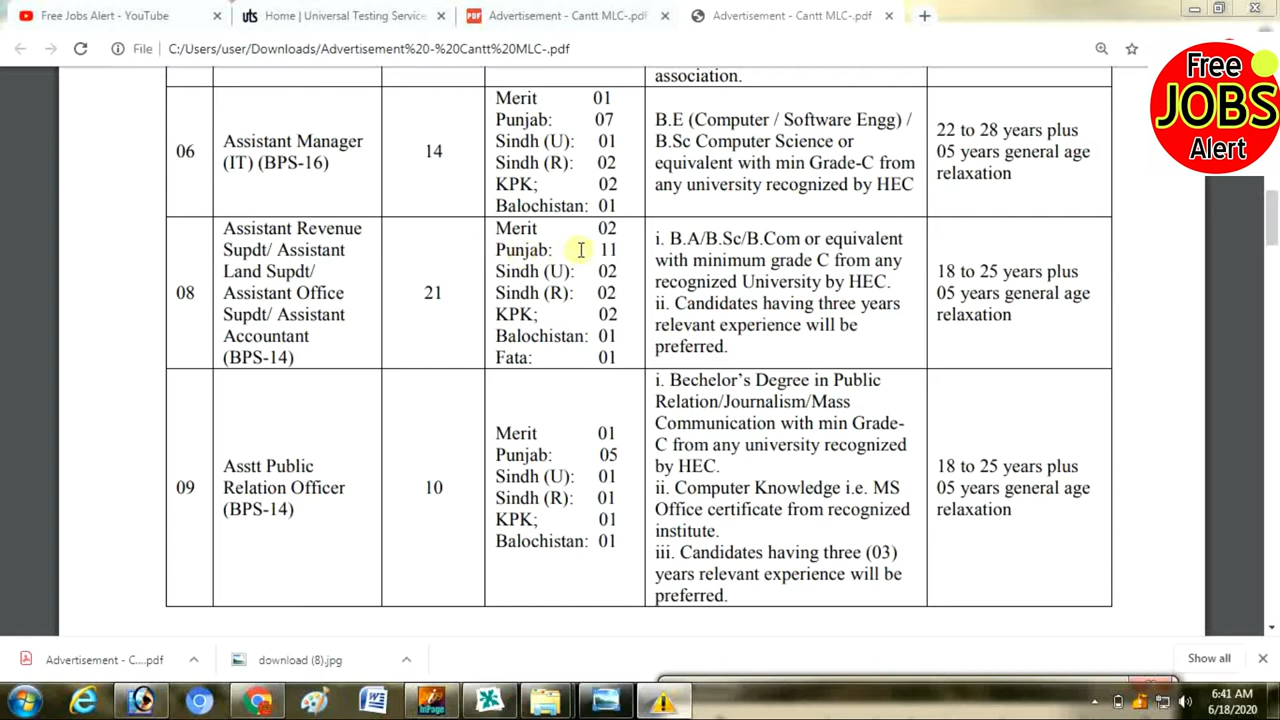 Free Jobs Alert - YouTube
uts Home | Universal Testing Service
PDF Advertisement - Cantt MLC-.pdf
Advertisement - Cantt MLC-.pdf
File C:/Users/user/Downloads/Advertisement%20-%20Cantt%20MLC-.pdf
Free
JOBS
Alert
association.
06
Assistant Manager
(IT) (BPS-16)
14
Merit 01
Punjab: 07
Sindh (U): 01
Sindh (R): 02
KPK; 02
Balochistan: 01
B.E (Computer / Software Engg) /
B.Sc Computer Science or
equivalent with min Grade-C from
any university recognized by HEC
22 to 28 years plus
05 years general age
relaxation
08
Assistant Revenue
Supdt/ Assistant
Land Supdt/
Assistant Office
Supdt/ Assistant
Accountant
(BPS-14)
21
Merit 02
Punjab: 11
Sindh (U): 02
Sindh (R): 02
KPK; 02
Balochistan: 01
Fata: 01
i. B.A/B.Sc/B.Com or equivalent
with minimum grade C from any
recognized University by HEC.
ii. Candidates having three years
relevant experience will be
preferred.
18 to 25 years plus
05 years general age
relaxation
09
Asstt Public
Relation Officer
(BPS-14)
10
Merit 01
Punjab: 05
Sindh (U): 01
Sindh (R): 01
KPK; 01
Balochistan: 01
i. Bechelor's Degree in Public
Relation/Journalism/Mass
Communication with min Grade-
C from any university recognized
by HEC.
ii. Computer Knowledge i.e. MS
Office certificate from recognized
institute.
iii. Candidates having three (03)
years relevant experience will be
preferred.
18 to 25 years plus
05 years general age
relaxation
Advertisement - C....pdf
download (8).jpg
Show all
InPage
6:41 AM
6/18/2020